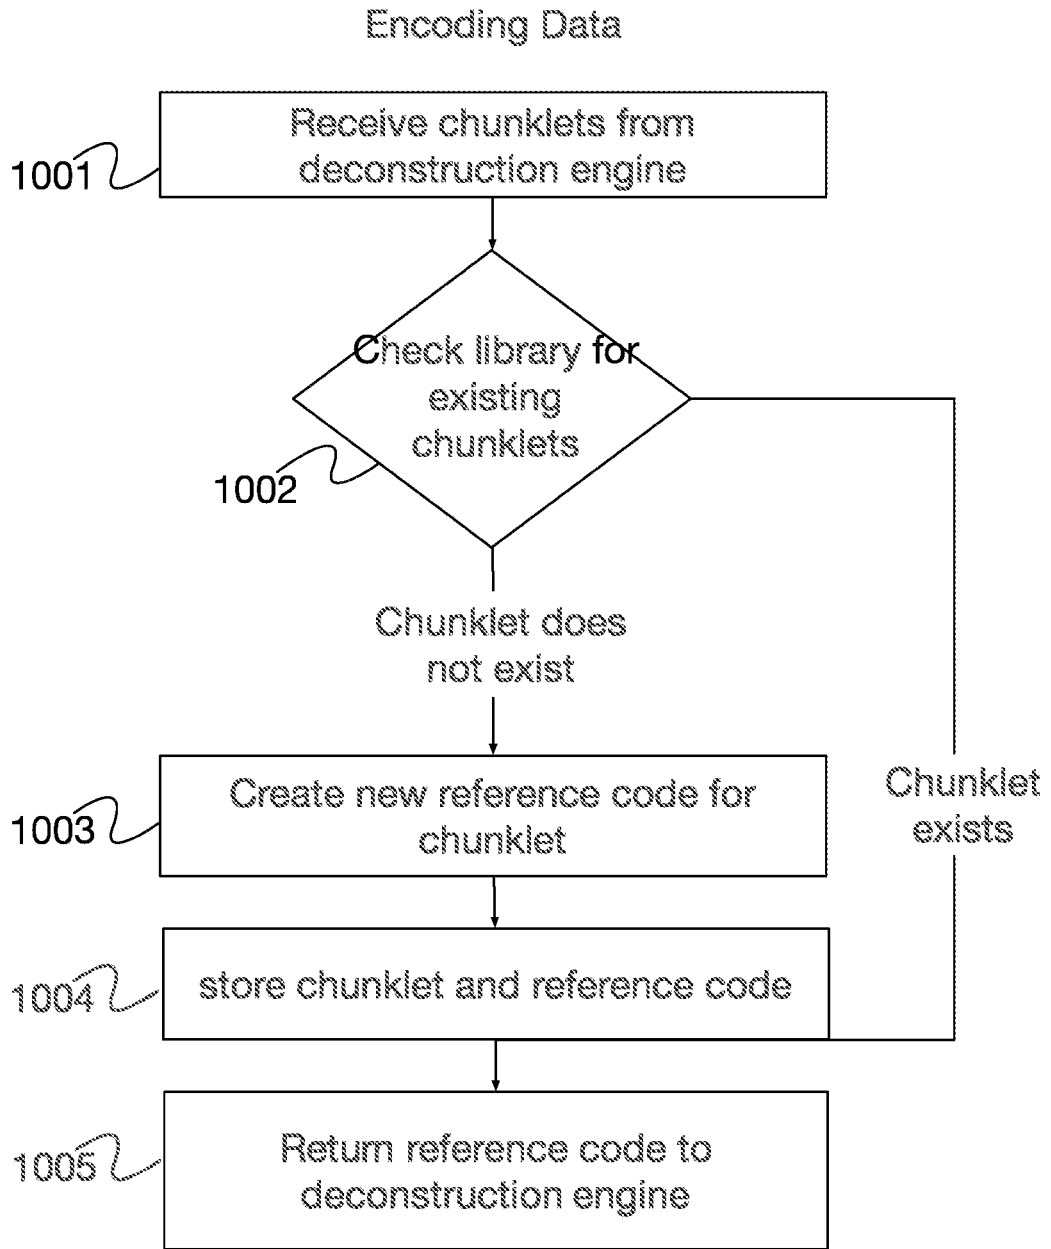 Encoding Data
Receive chunklets from
deconstruction engine
1001
Check library for
existing
chunklets
1002
Chunklet does
not exist
Chunklet
exists
Create new reference code for
chunklet
1003
store chunklet and reference code
1004
Return reference code to
deconstruction engine
1005